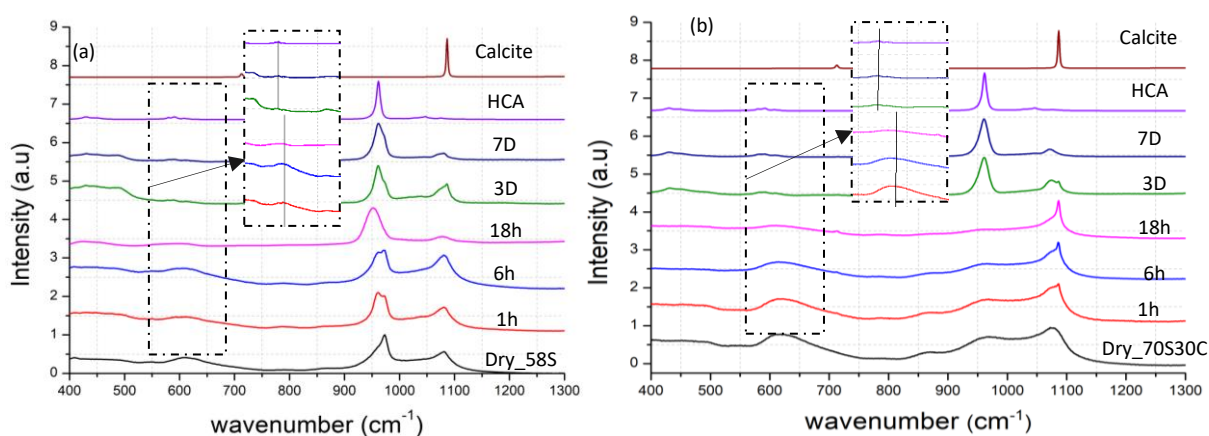 (a)
Calcite
HCA
7D
3D
18h
6h
1h
Dry_58S
9
8
7
6
5
4
3
2
1
0
Intensity (a.u)
400 500 600 700 800 900 1000 1100 1200 1300
wavenumber (cm⁻¹)
(b)
Calcite
HCA
7D
3D
18h
6h
1h
Dry_70S30C
9
8
7
6
5
4
3
2
1
0
Intensity (a.u)
400 500 600 700 800 900 1000 1100 1200 1300
wavenumber (cm⁻¹)